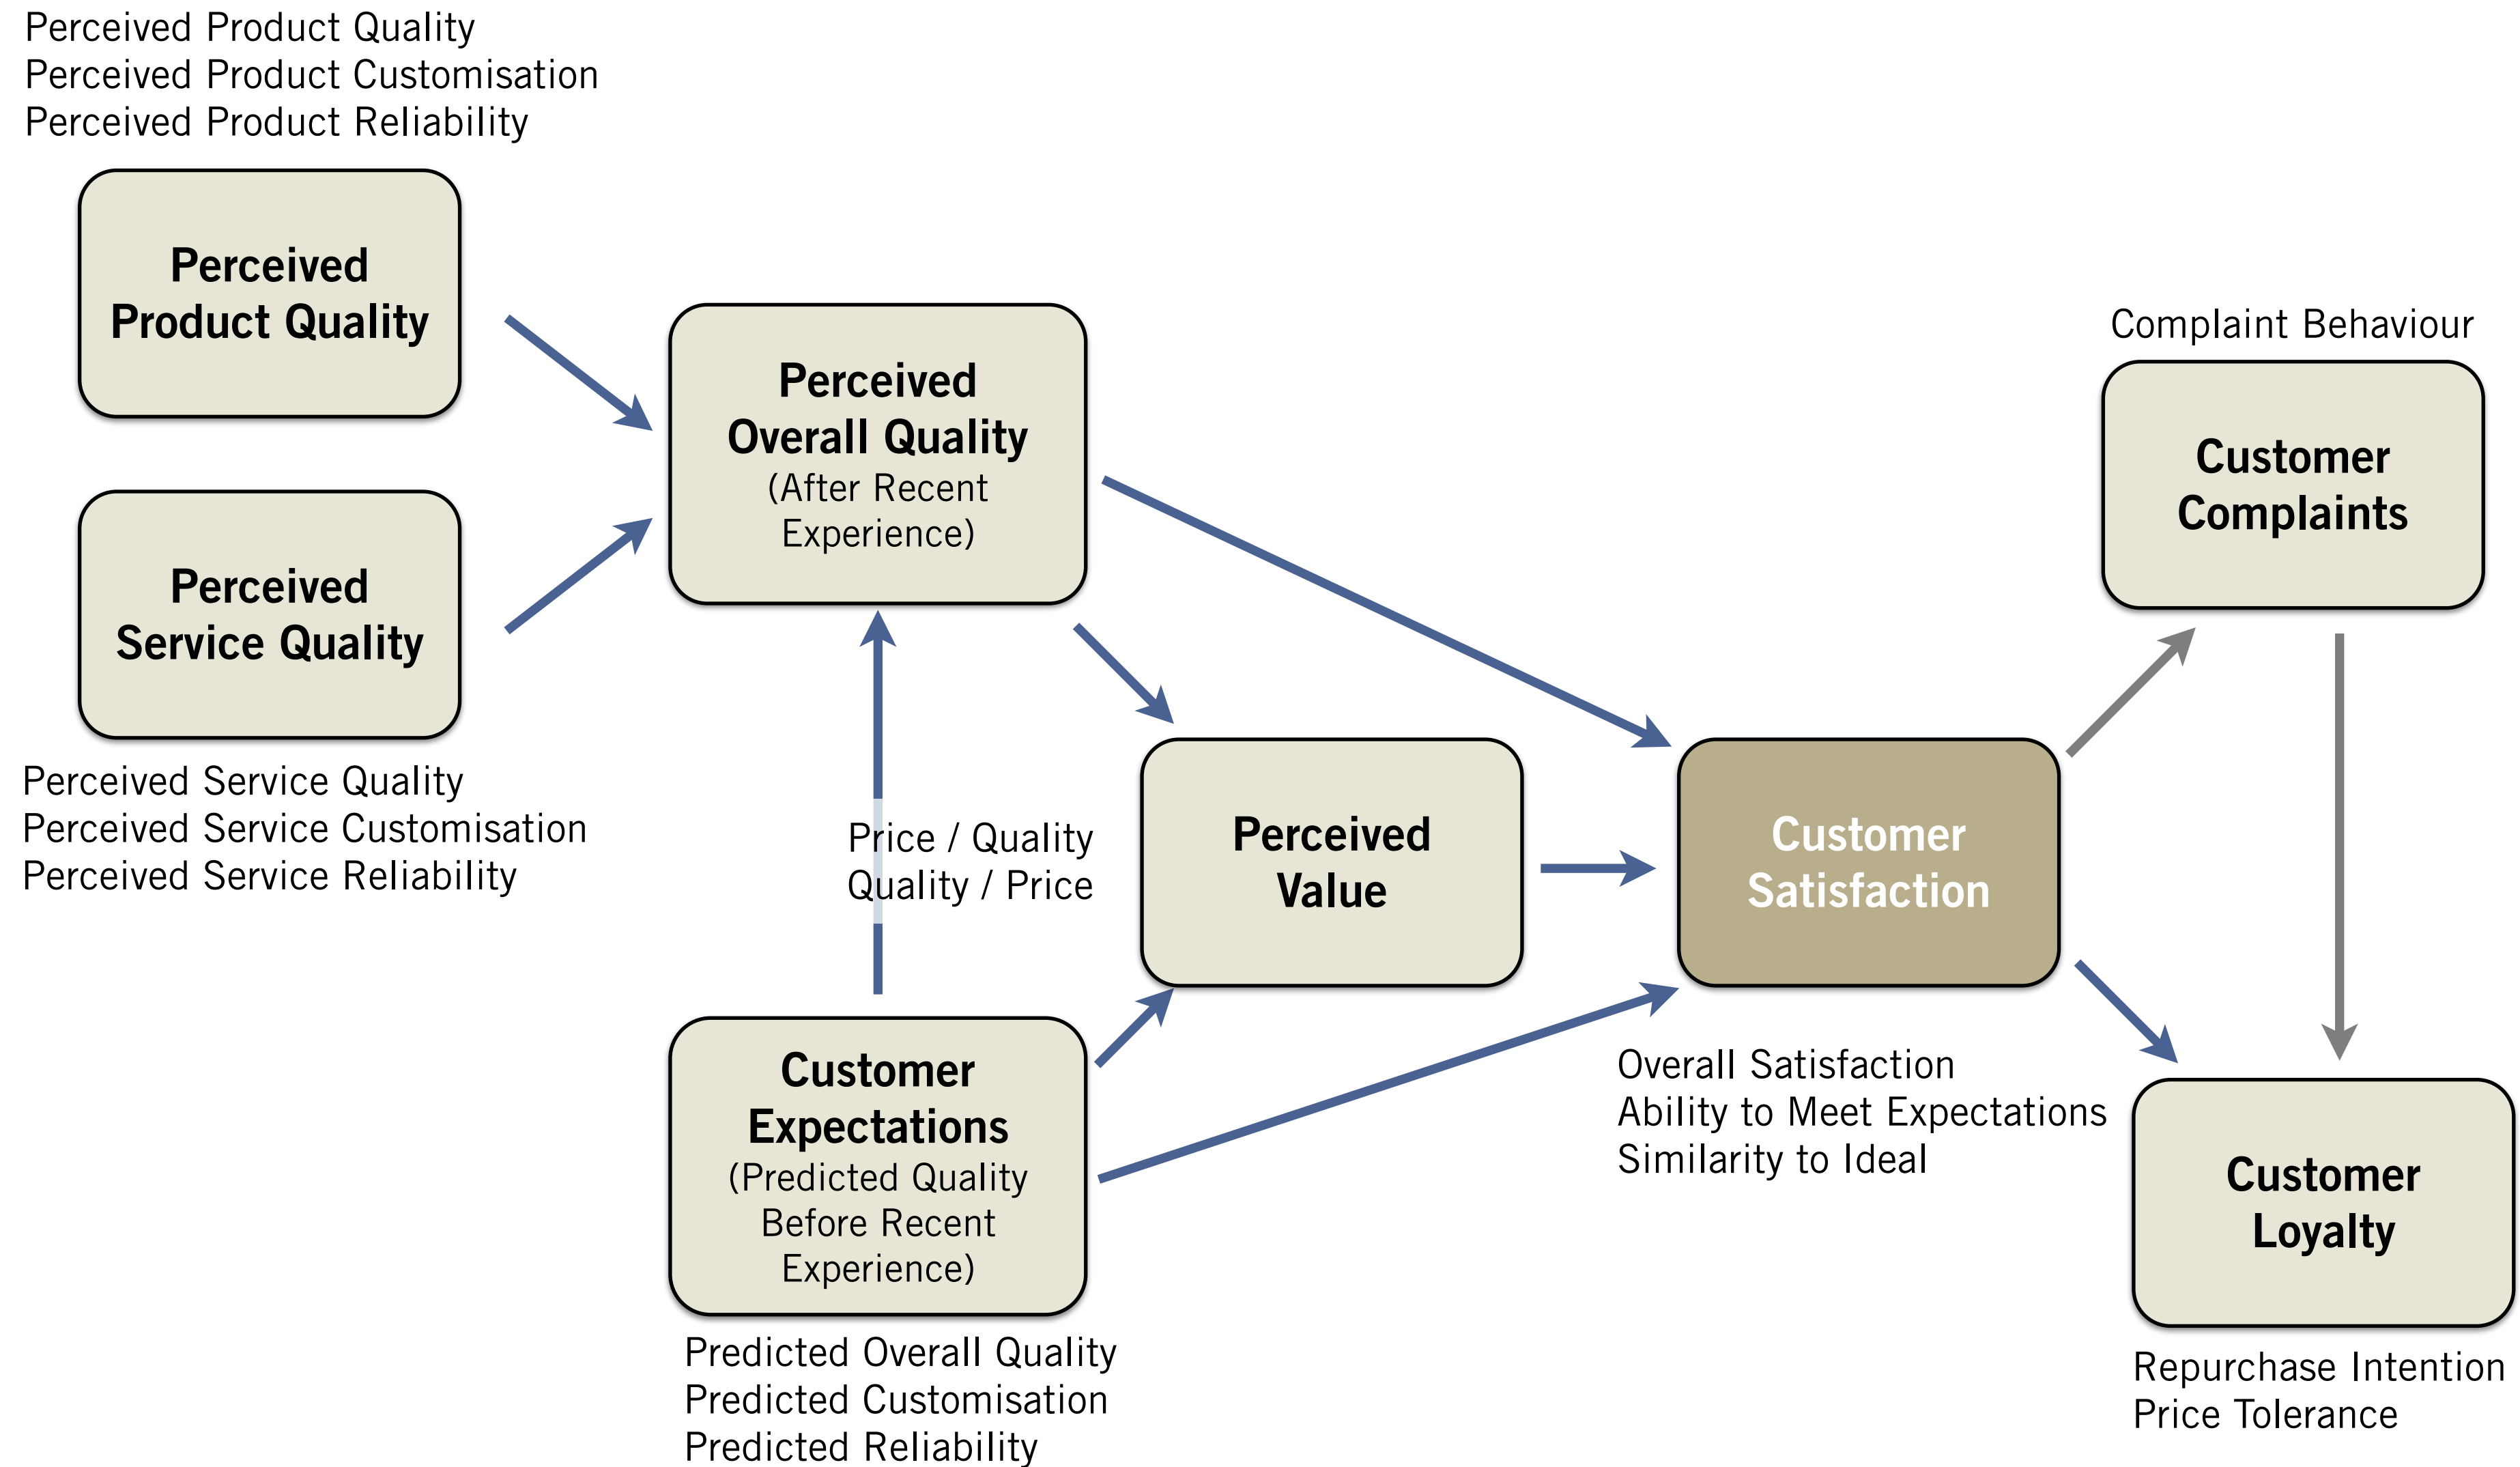 Perceived Product Quality
Perceived Product Customisation
Perceived Product Reliability
Perceived
Product Quality
Perceived
Service Quality
Perceived Service Quality
Perceived Service Customisation
Perceived Service Reliability
Perceived
Overall Quality
(After Recent
Experience)
Price / Quality
Quality / Price
Perceived
Value
Customer
Expectations
(Predicted Quality
Before Recent
Experience)
Predicted Overall Quality
Predicted Customisation
Predicted Reliability
Customer
Satisfaction
Overall Satisfaction
Ability to Meet Expectations
Similarity to Ideal
Complaint Behaviour
Customer
Complaints
Customer
Loyalty
Repurchase Intention
Price Tolerance